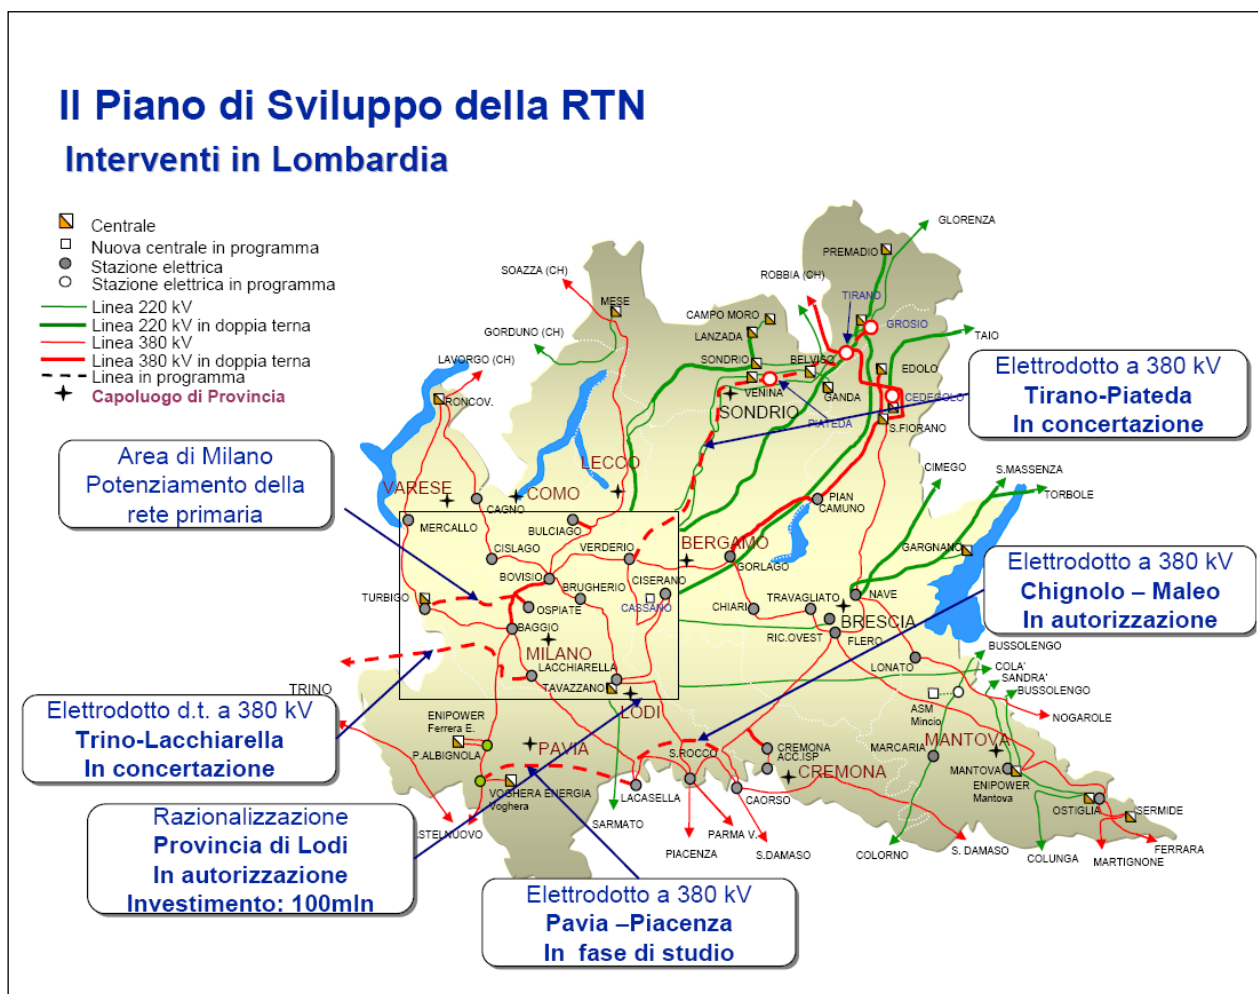 Il Piano di Sviluppo della RTN
Interventi in Lombardia
Centrale
Nuova centrale in programma
Stazione elettrica
Stazione elettrica in programma
Linea 220 kV
Linea 220 kV in doppia terna
Linea 380 kV
Linea 380 kV in doppia terna
Linea in programma
Capoluogo di Provincia
GLORENZA
PREMADIO
SOAZZA (CH)
ROBBIA (CH)
TIRANO
MESE
CAMPO MORO
GROSIO
GORDUNO (CH)
LANZADA
TAIO
LAVORGO (CH)
SONDRIO
BELVISO
EDOLO
RONCOV.
VENINA
GANDA
CEDEGOLO
SONDRIO
PIATEDA
S.FIORANO
Elettrodotto a 380 kV
Tirano-Piateda
In concertazione
Area di Milano
Potenziamento della
rete primaria
LECCO
CIMEGO
S.MASSENZA
TORBOLE
VARESE
COMO
CAGNO
PIAN
CAMUNO
MERCALLO
BULCIAGO
CISLAGO
VERDERIO
BERGAMO
GORLAGO
GARGNANO
BOVISIO
BRUGHERIO
CISERANO
CASSANO
TURBIGO
OSPIATE
CHIARI
TRAVAGLIATO
NAVE
BRESCIA
BAGGIO
RIC.OVEST
FLERO
Elettrodotto a 380 kV
Chignolo – Maleo
In autorizzazione
MILANO
LACCHIARELLA
LONATO
BUSSOLENGO
COLA'
SANDRA'
BUSSOLENGO
TRINO
TAVAZZANO
LODI
ASM
Mincio
NOGAROLE
Elettrodotto d.t. a 380 kV
Trino-Lacchiarella
In concertazione
ENIPOWER
Ferrera E.
P.ALBIGNOLA
PAVIA
S.ROCCO
CREMONA
ACC.ISP
CREMONA
MARCARIA
MANTOVA
MANTOVA
ENIPOWER
Mantova
VOGHERA ENERGIA
Voghera
LACASELLA
CAORSO
OSTIGLIA
SERMIDE
Razionalizzazione
Provincia di Lodi
In autorizzazione
Investimento: 100mln
ASTELNUOVO
SARMATO
PIACENZA
PARMA V.
S.DAMASO
COLORNO
S. DAMASO
COLUNGA
MARTIGNONE
FERRARA
Elettrodotto a 380 kV
Pavia –Piacenza
In fase di studio